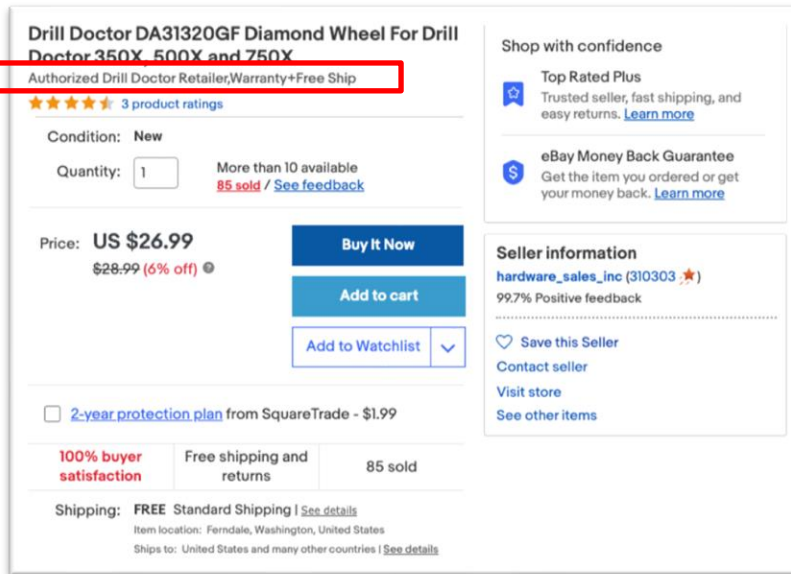 Drill Doctor DA31320GF Diamond Wheel For Drill
Doctor 350X, 500X and 750X
Authorized Drill Doctor Retailer,Warranty+Free Ship
3 product ratings
Condition: New
Quantity: 1
More than 10 available
85 sold / See feedback
Price: US $26.99
$28.99 (6% off)
Buy It Now
Add to cart
Add to Watchlist
2-year protection plan from SquareTrade - $1.99
100% buyer
satisfaction
Free shipping and
returns
85 sold
Shipping: FREE Standard Shipping | See details
Item location: Ferndale, Washington, United States
Ships to: United States and many other countries | See details
Shop with confidence
Top Rated Plus
Trusted seller, fast shipping, and
easy returns. Learn more
eBay Money Back Guarantee
Get the item you ordered or get
your money back. Learn more
Seller information
hardware_sales_inc (310303)
99.7% Positive feedback
Save this Seller
Contact seller
Visit store
See other items